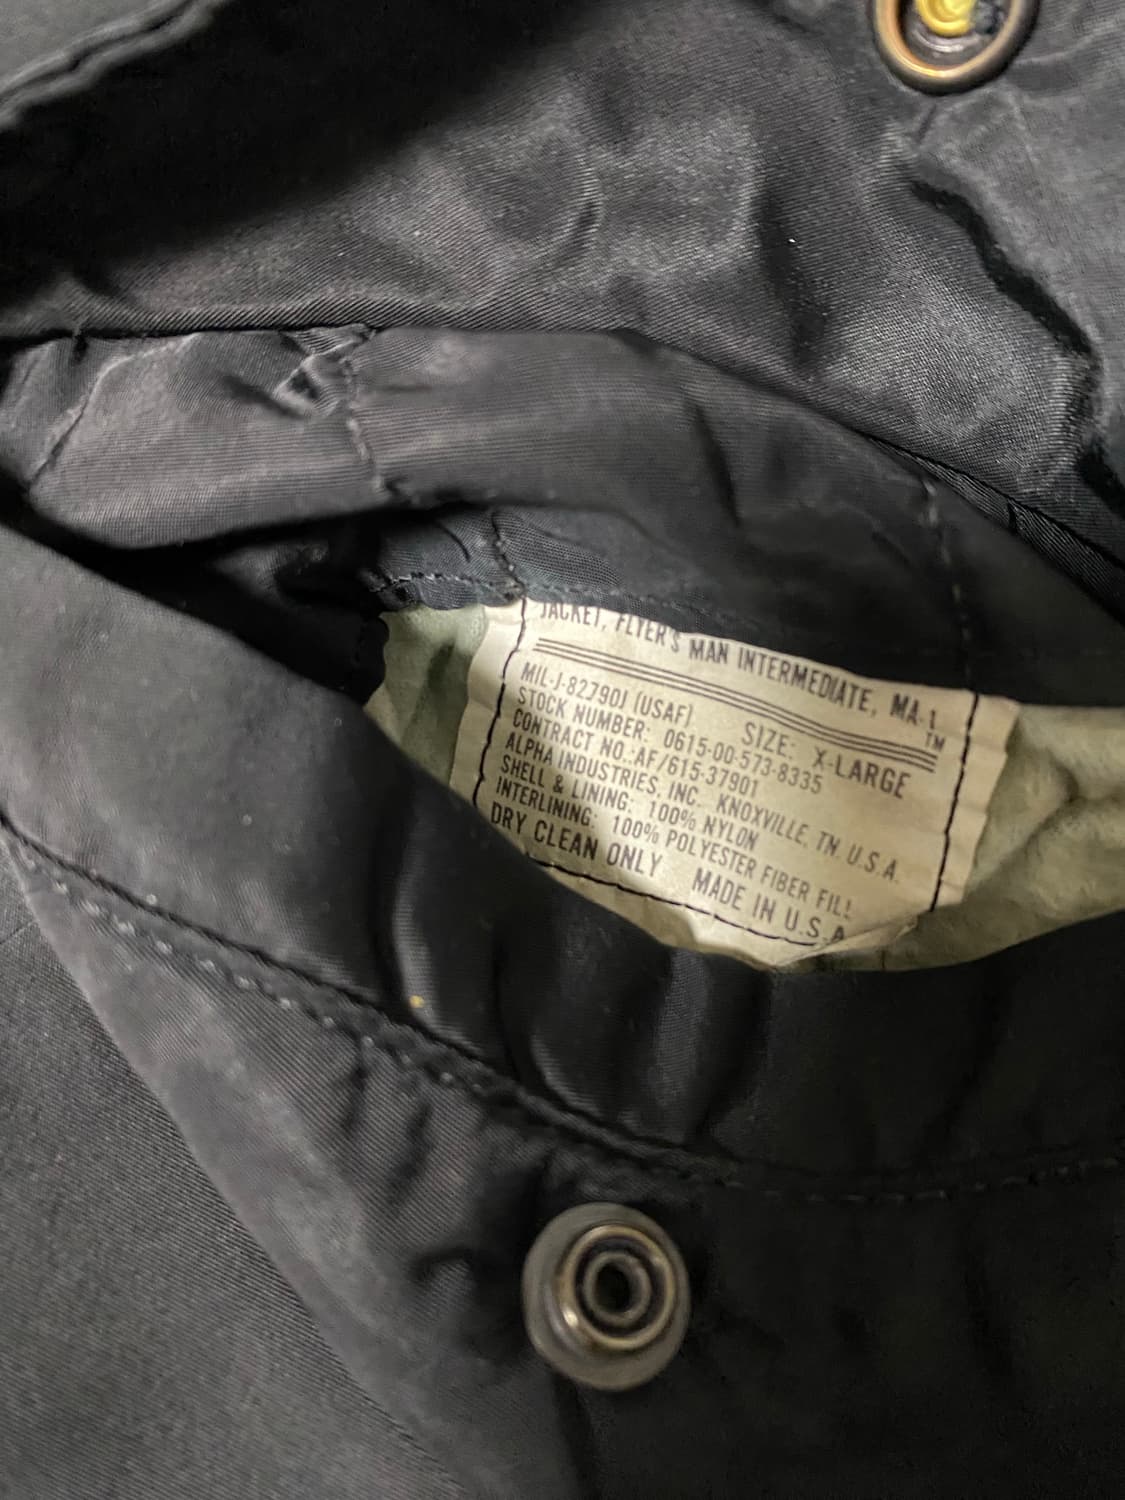 JACKET, FLYER'S MAN INTERMEDIATE, MA-1 TM
MIL-J-8279OJ (USAF) SIZE: X-LARGE
STOCK NUMBER: 0615-00-573-8335
CONTRACT NO.:AF/615-37901
ALPHA INDUSTRIES, INC. KNOXVILLE, TN. U.S.A.
SHELL & LINING: 100% NYLON
INTERLINING: 100% POLYESTER FIBER FILL
DRY CLEAN ONLY MADE IN U.S.A